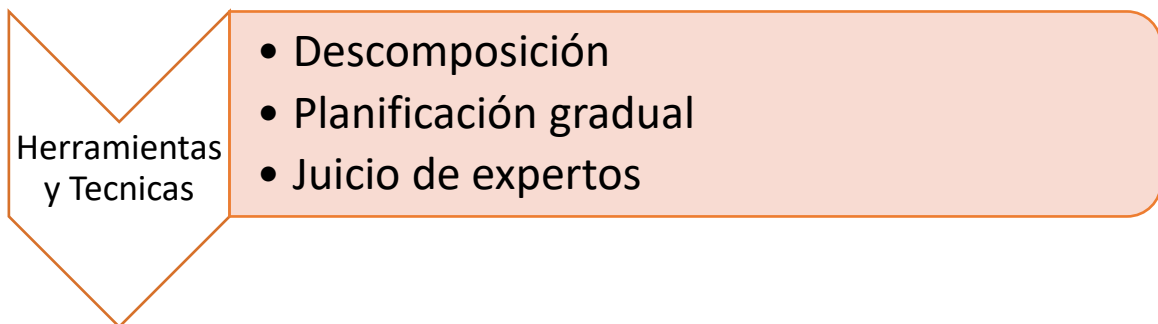 Herramientas
y Tecnicas
• Descomposición
• Planificación gradual
• Juicio de expertos